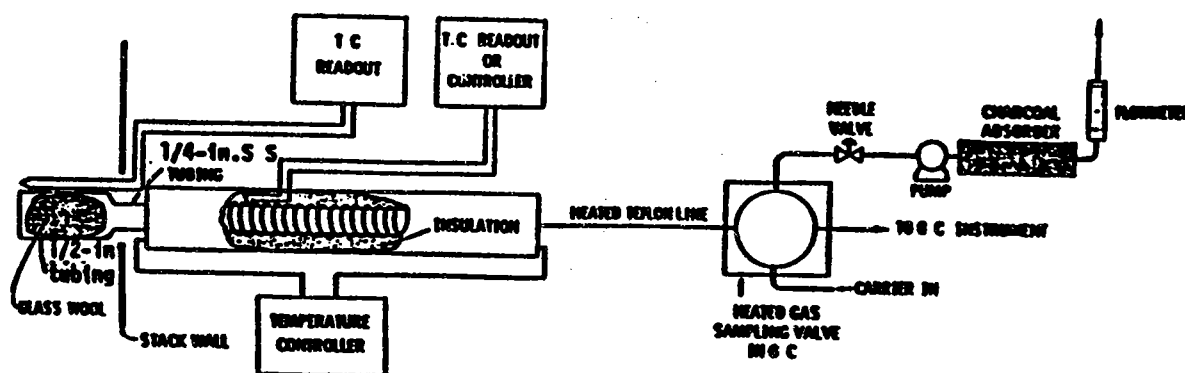 T C
READOUT
T.C READOUT
OR
CONTROLLER
NEEDLE
VALVE
CHARCOAL
ABSORBER
FLOWMETER
PUMP
1/4-in.S S
TUBING
INSULATION
HEATED TEFLON LINE
TO G C INSTRUMENT
CARRIER IN
1/2-in
tubing
GLASS WOOL
STACK WALL
TEMPERATURE
CONTROLLER
HEATED GAS
SAMPLING VALVE
IN G C